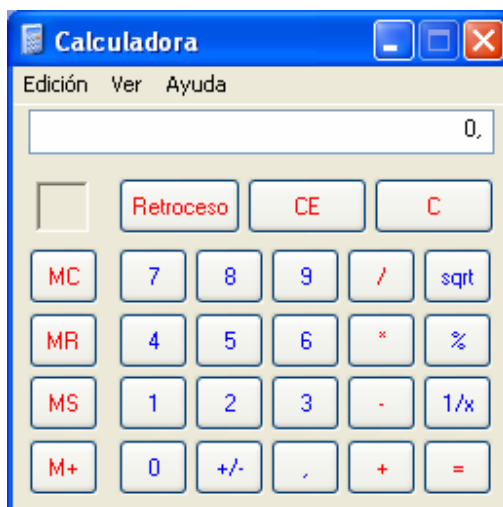 Calculadora
Edición Ver Ayuda
0,
Retroceso CE C
MC 7 8 9 / sqrt
MR 4 5 6 * %
MS 1 2 3 - 1/x
M+ 0 +/- , + =